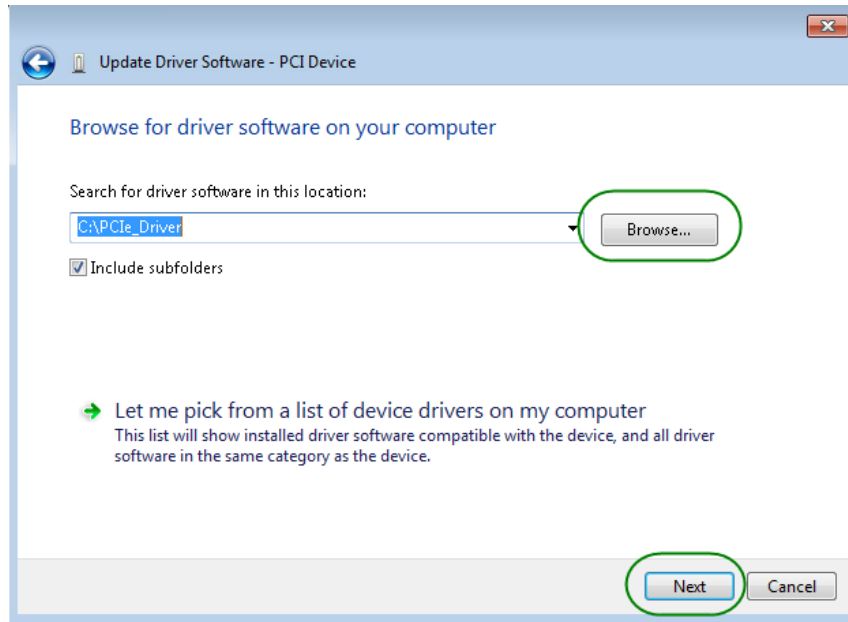 Update Driver Software - PCI Device
Browse for driver software on your computer
Search for driver software in this location:
C:\PCIe_Driver
Browse...
Include subfolders
Let me pick from a list of device drivers on my computer
This list will show installed driver software compatible with the device, and all driver
software in the same category as the device.
Next
Cancel